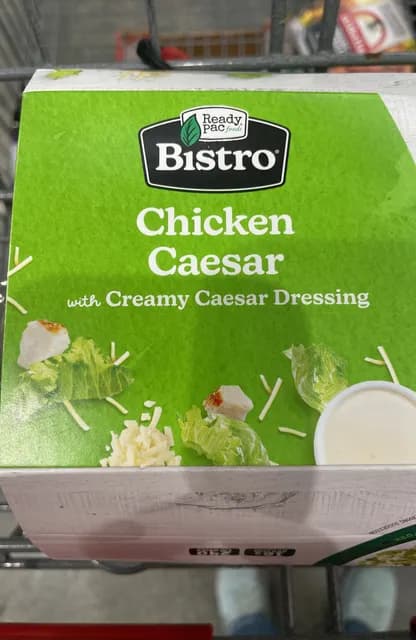 Ready
pac foods
Bistro®
Chicken
Caesar
with Creamy Caesar Dressing